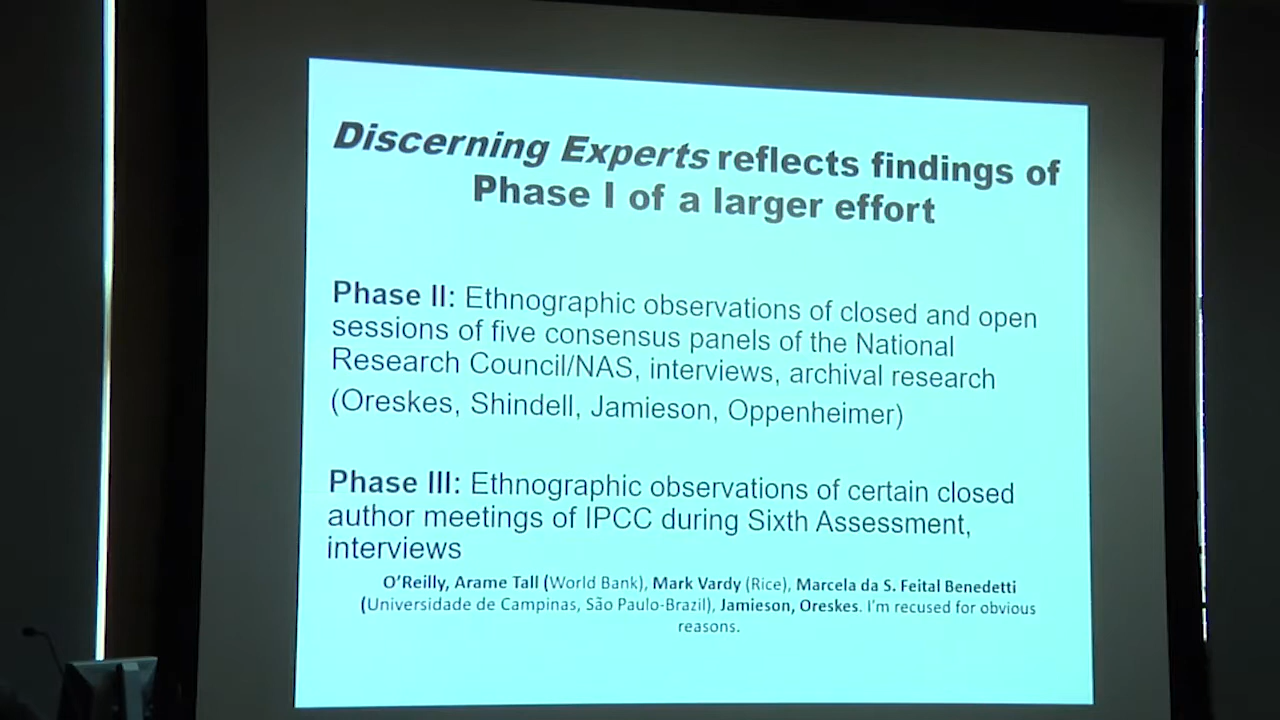 Discerning Experts reflects findings of
Phase I of a larger effort
Phase II: Ethnographic observations of closed and open
sessions of five consensus panels of the National
Research Council/NAS, interviews, archival research
(Oreskes, Shindell, Jamieson, Oppenheimer)
Phase III: Ethnographic observations of certain closed
author meetings of IPCC during Sixth Assessment,
interviews
O'Reilly, Arame Tall (World Bank), Mark Vardy (Rice), Marcela da S. Feital Benedetti
(Universidade de Campinas, São Paulo-Brazil), Jamieson, Oreskes. I'm recused for obvious
reasons.